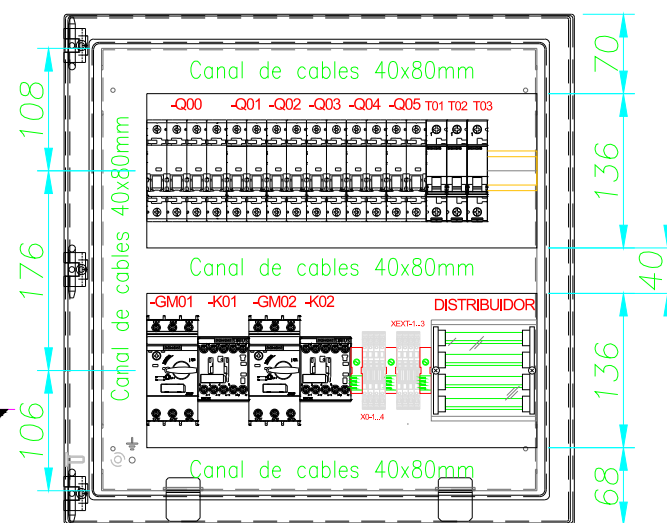 Canal de cables 40x80mm
70
108
-Q00 -Q01 -Q02 -Q03 -Q04 -Q05 T01 T02 T03
136
Canal de cables 40x80mm
176
Canal de cables 40x80mm
40
-GM01 -K01 -GM02 -K02 DISTRIBUIDOR
XEXT-1...3
136
106
X0-1...4
Canal de cables 40x80mm
68